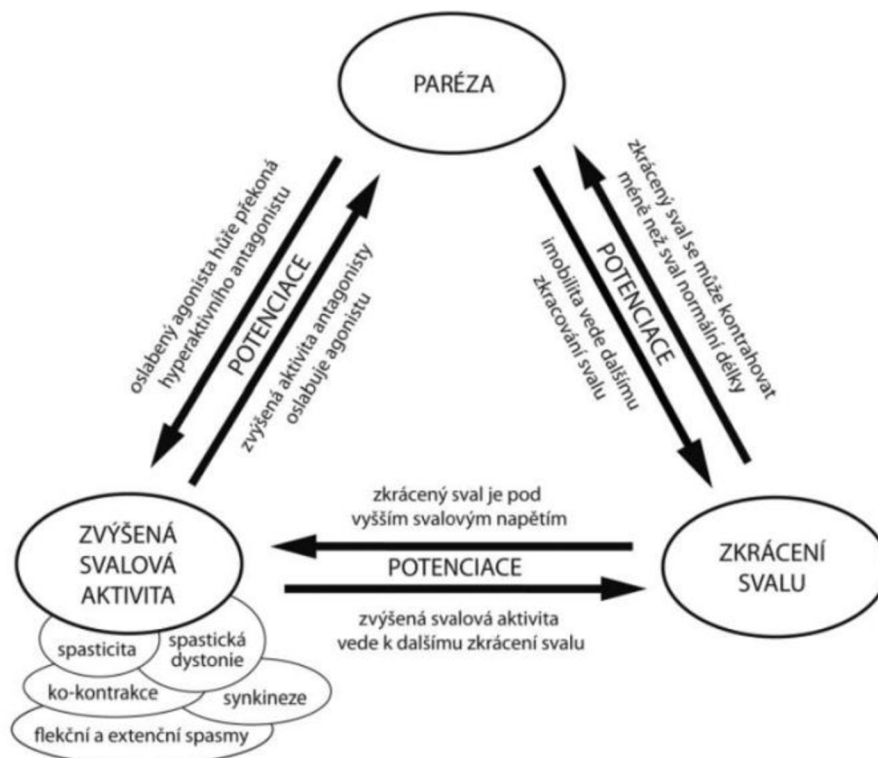 PARÉZA
oslabený agonista hůře překoná
hyperaktivního antagonistu
POTENCIACE
zvýšená aktivita antagonisty
oslabuje agonistu
imobilita vede dalšímu
zkracování svalu
POTENCIACE
zkrácený sval se může kontrahovat
méně než sval normální délky
ZVÝŠENÁ
SVALOVÁ
AKTIVITA
zkrácený sval je pod
vyšším svalovým napětím
POTENCIACE
zvýšená svalová aktivita
vede k dalšímu zkrácení svalu
ZKRÁCENÍ
SVALU
spasticita
spastická
dystonie
ko-kontrakce
synkineze
flekční a extenční spasmy